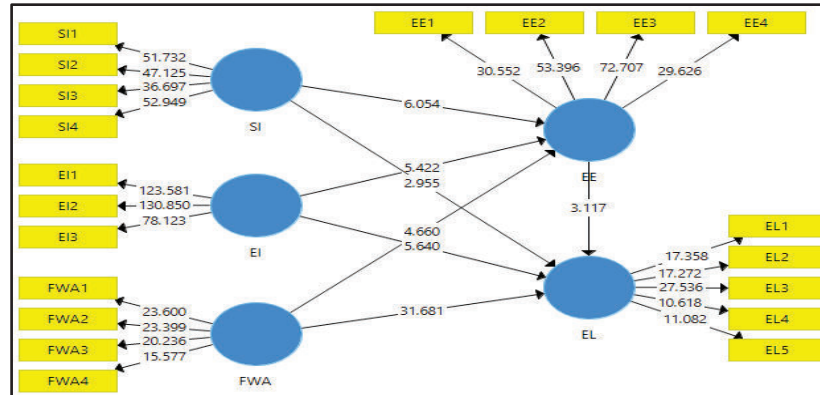 SI1
SI2
SI3
SI4
51.732
47.125
36.697
52.949
SI
EE1
EE2
EE3
EE4
30.552
53.396
72.707
29.626
EE
6.054
5.422
2.955
EI1
EI2
EI3
123.581
130.850
78.123
EI
4.660
5.640
3.117
FWA1
FWA2
FWA3
FWA4
23.600
23.399
20.236
15.577
FWA
31.681
EL
17.358
17.272
27.536
10.618
11.082
EL1
EL2
EL3
EL4
EL5